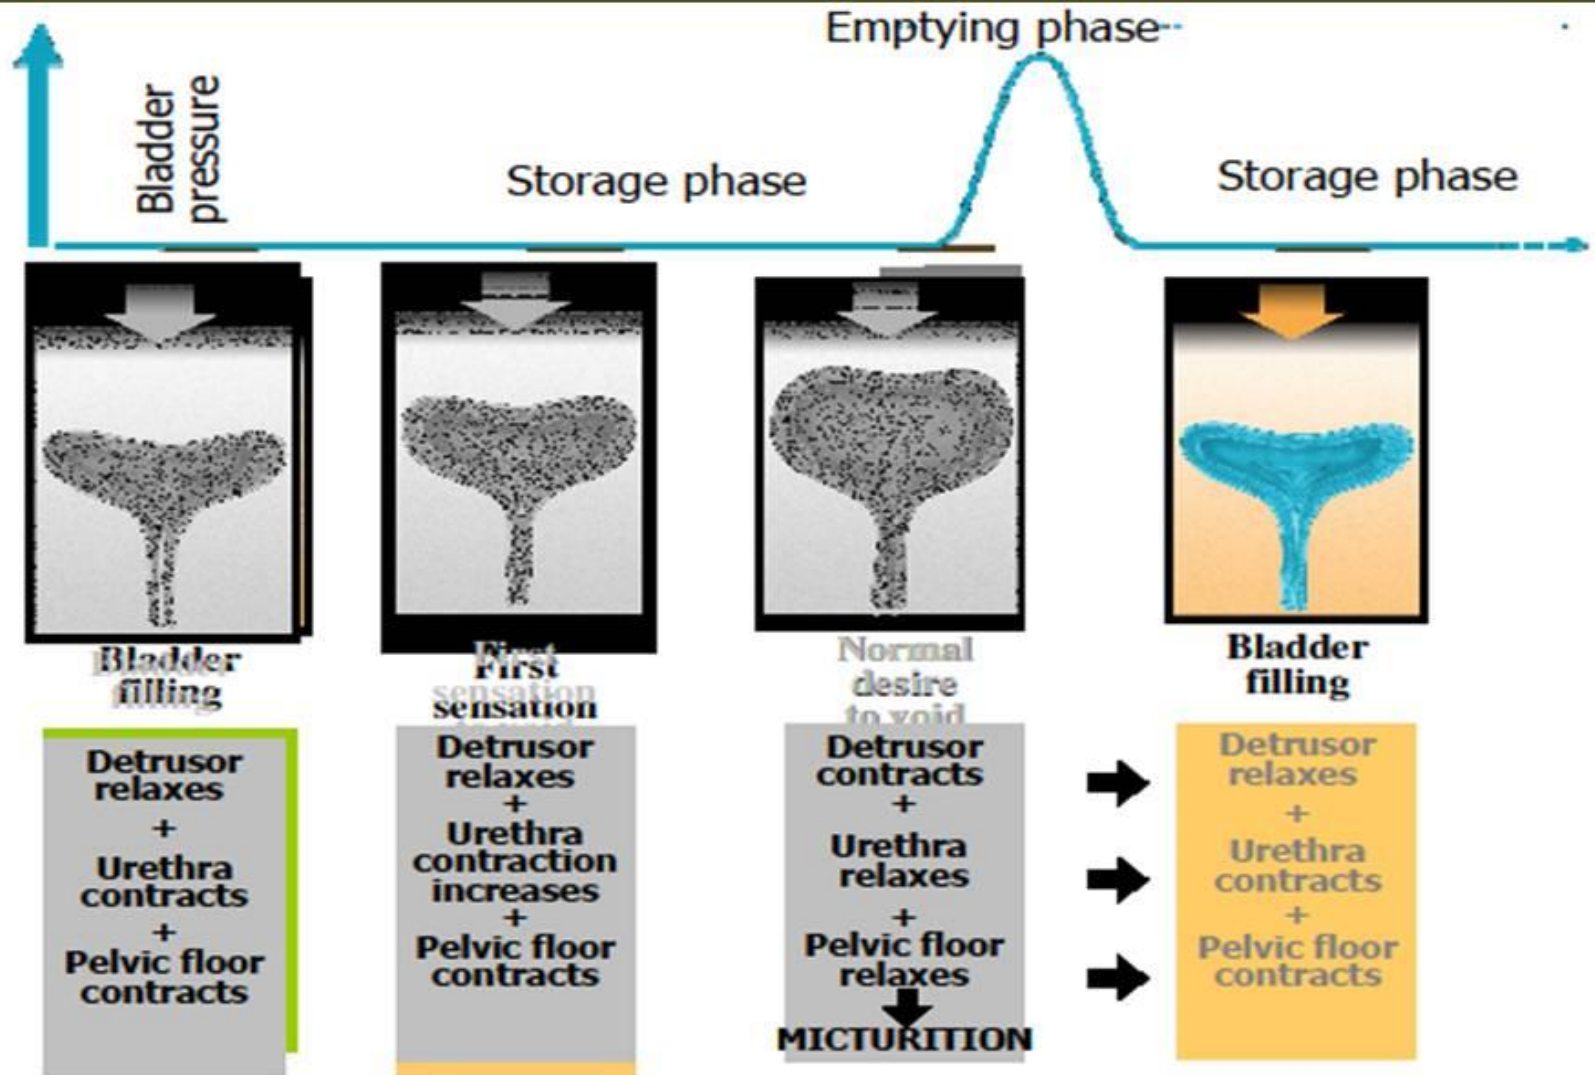 Emptying phase
Bladder
pressure
Storage phase
Storage phase
Bladder
filling
First
sensation
Normal
desire
to void
Bladder
filling
Detrusor
relaxes
+
Urethra
contracts
+
Pelvic floor
contracts
Detrusor
relaxes
+
Urethra
contraction
increases
+
Pelvic floor
contracts
Detrusor
contracts
+
Urethra
relaxes
+
Pelvic floor
relaxes
MICTURITION
Detrusor
relaxes
+
Urethra
contracts
+
Pelvic floor
contracts